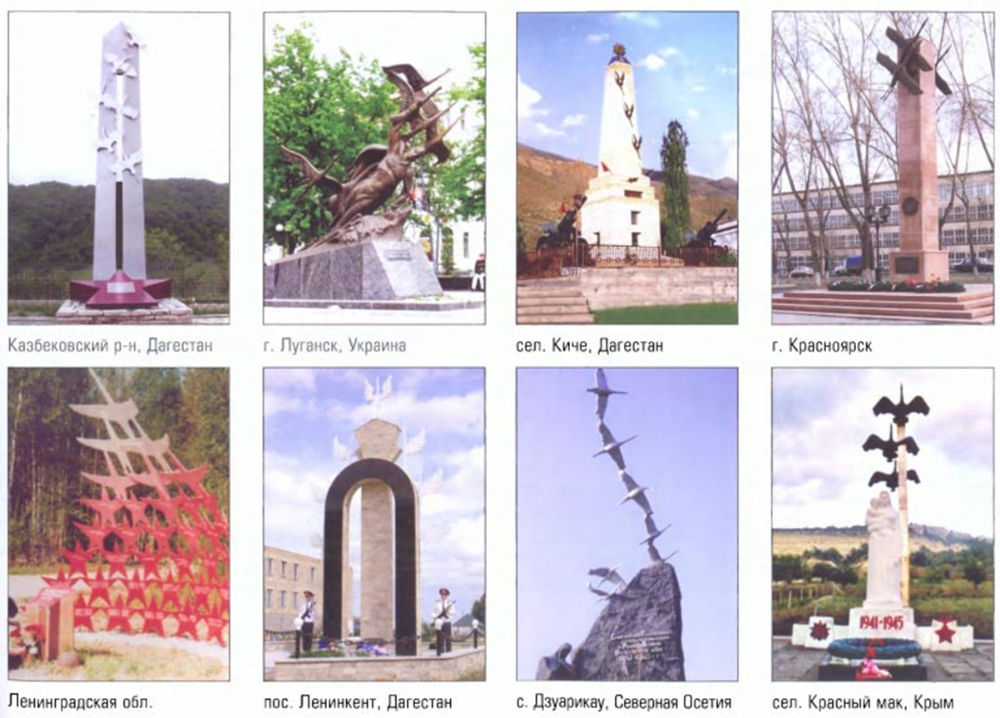 Казбековский р-н, Дагестан
г. Луганск, Украина
сел. Киче, Дагестан
г. Красноярск
1941-1945
Ленинградская обл.
пос. Ленинкент, Дагестан
с. Дзуарикау, Северная Осетия
сел. Красный мак, Крым